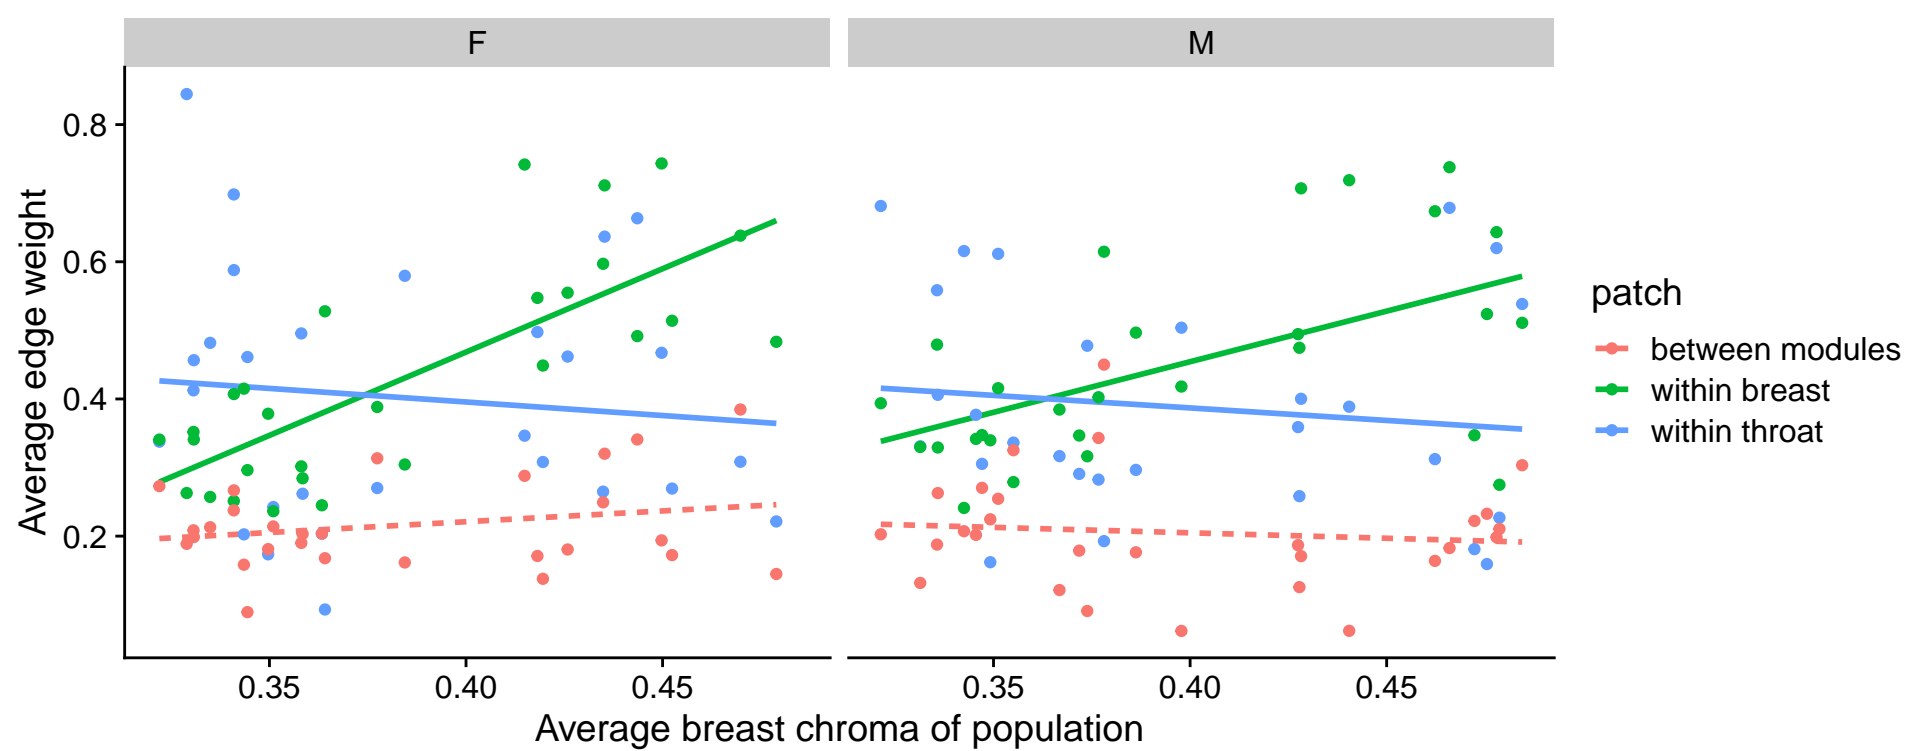 F
M
Average edge weight
0.8
0.6
0.4
0.2
0.35
0.40
0.45
0.35
0.40
0.45
Average breast chroma of population
patch
between modules
within breast
within throat